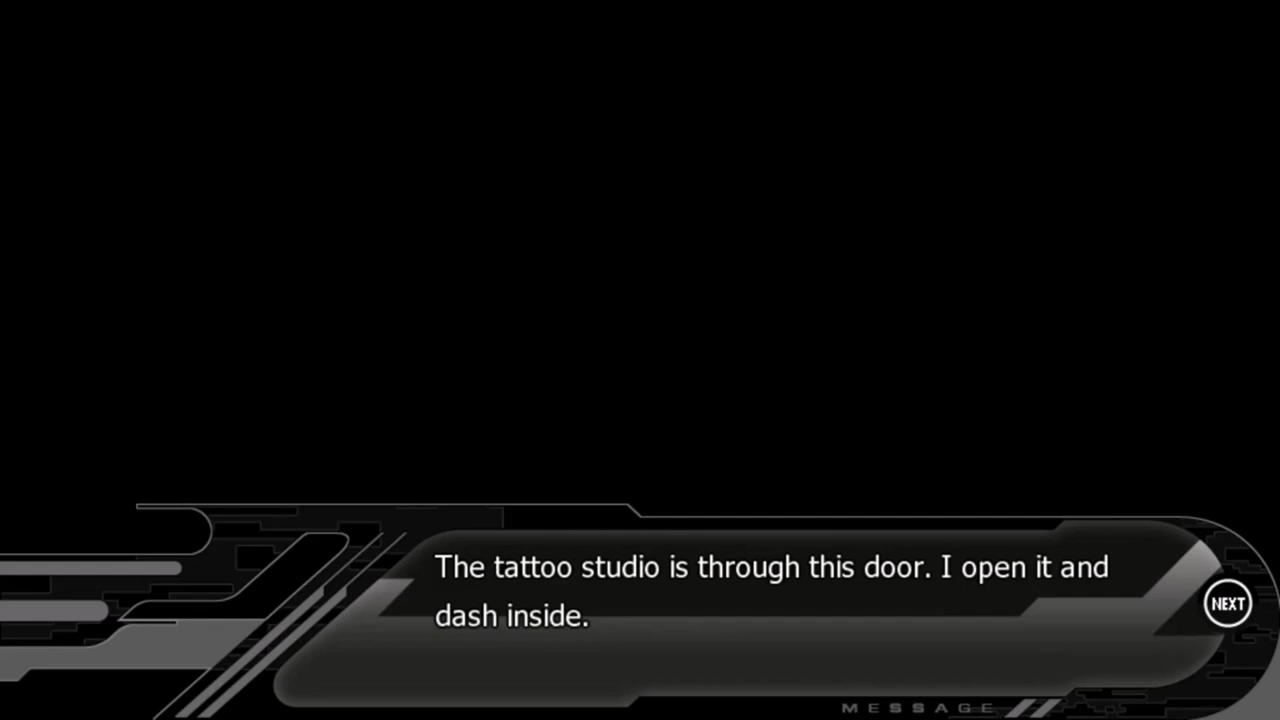 The tattoo studio is through this door. I open it and
dash inside.
NEXT
MESSAGE